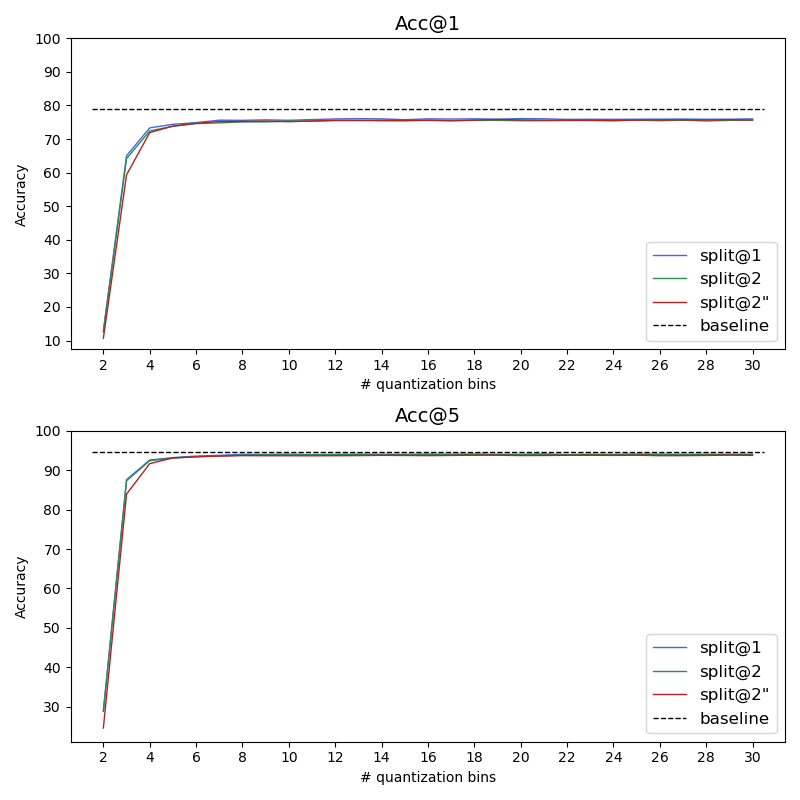 Acc@1
100
90
80
70
60
50
40
30
20
10
Accuracy
split@1
split@2
split@2"
baseline
2 4 6 8 10 12 14 16 18 20 22 24 26 28 30
# quantization bins
Acc@5
100
90
80
70
60
50
40
30
Accuracy
split@1
split@2
split@2"
baseline
2 4 6 8 10 12 14 16 18 20 22 24 26 28 30
# quantization bins